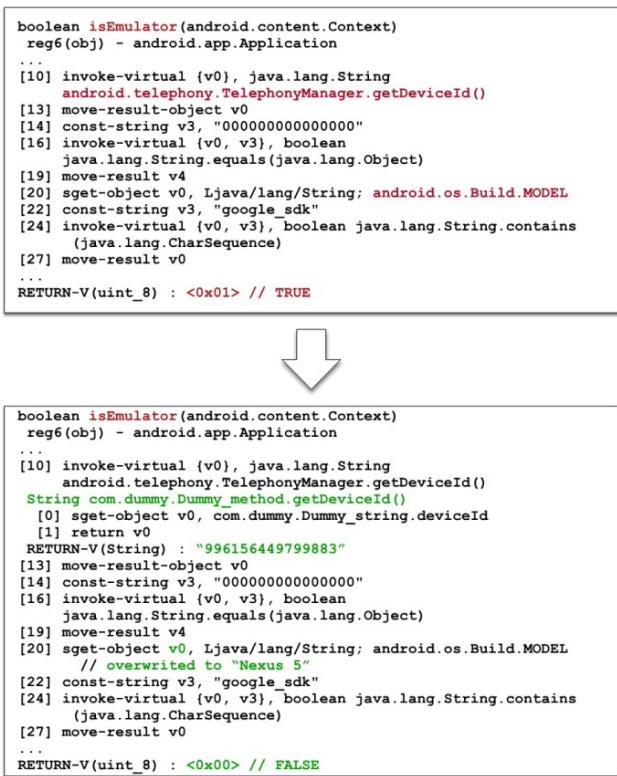 boolean isEmulator(android.content.Context)
reg6(obj) - android.app.Application
...
[10] invoke-virtual {v0}, java.lang.String
android.telephony.TelephonyManager.getDeviceId()
[13] move-result-object v0
[14] const-string v3, "000000000000000"
[16] invoke-virtual {v0, v3}, boolean
java.lang.String.equals(java.lang.Object)
[19] move-result v4
[20] sget-object v0, Ljava/lang/String; android.os.Build.MODEL
[22] const-string v3, "google_sdk"
[24] invoke-virtual {v0, v3}, boolean java.lang.String.contains
(java.lang.CharSequence)
[27] move-result v0
...
RETURN-V(uint_8) : <0x01> // TRUE
boolean isEmulator(android.content.Context)
reg6(obj) - android.app.Application
...
[10] invoke-virtual {v0}, java.lang.String
android.telephony.TelephonyManager.getDeviceId()
String com.dummy.Dummy_method.getDeviceId()
[0] sget-object v0, com.dummy.Dummy_string.deviceId
[1] return v0
RETURN-V(String) : “996156449799883”
[13] move-result-object v0
[14] const-string v3, "000000000000000"
[16] invoke-virtual {v0, v3}, boolean
java.lang.String.equals(java.lang.Object)
[19] move-result v4
[20] sget-object v0, Ljava/lang/String; android.os.Build.MODEL
// overwrited to “Nexus 5”
[22] const-string v3, "google_sdk"
[24] invoke-virtual {v0, v3}, boolean java.lang.String.contains
(java.lang.CharSequence)
[27] move-result v0
...
RETURN-V(uint_8) : <0x00> // FALSE